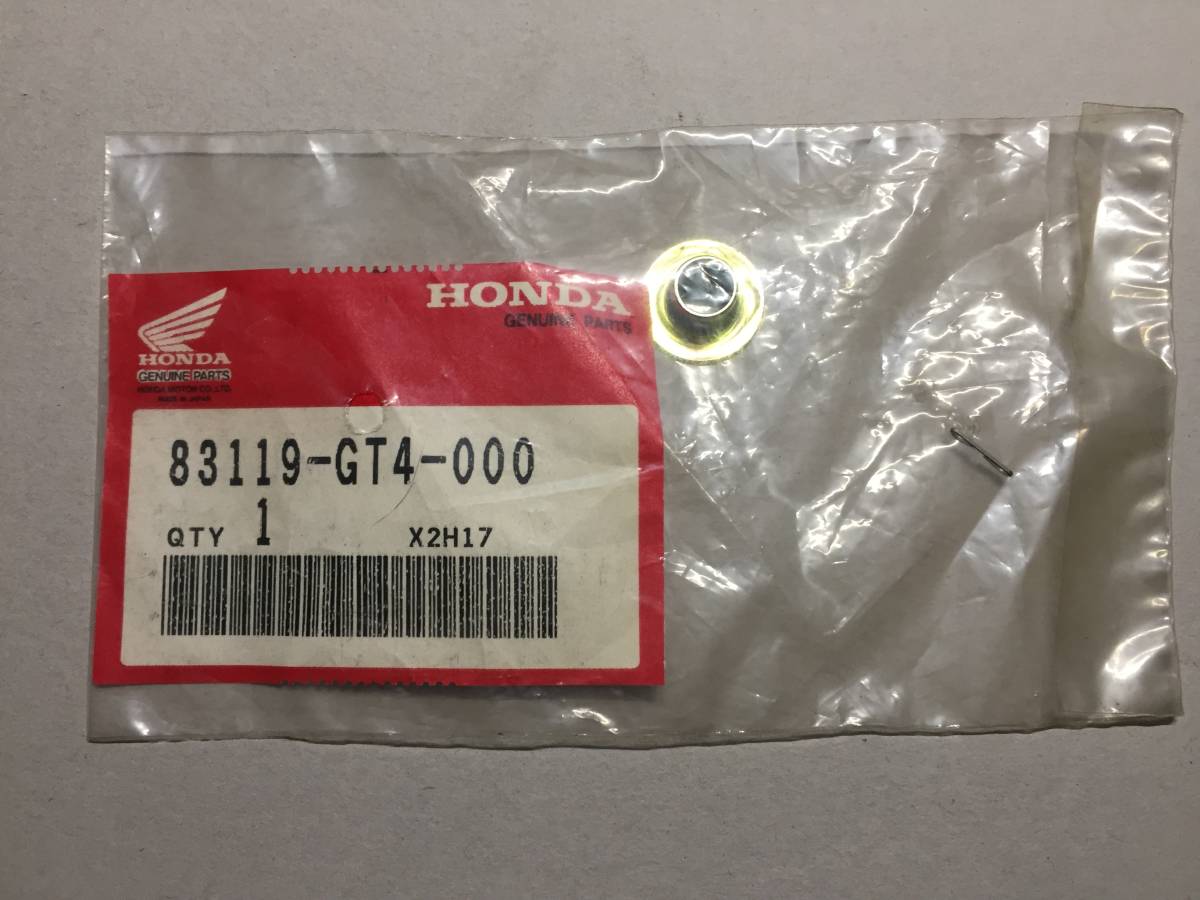 HONDA
GENUINE PARTS
HONDA
GENUINE PARTS
HONDA MOTOR CO.,LTD.
MADE IN JAPAN
83119-GT4-000
QTY 1 X2H17